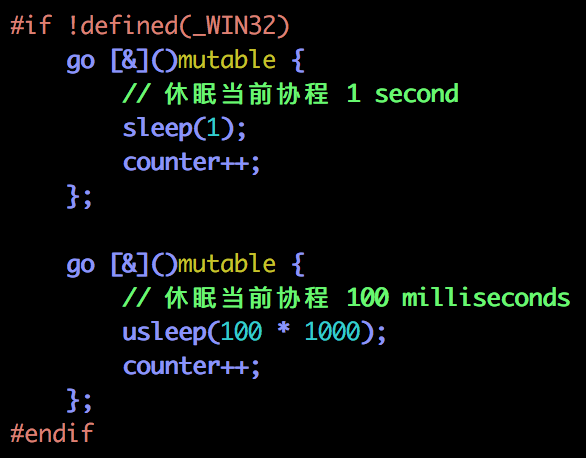 #if !defined(_WIN32)
    go [&]()mutable {
        // 休眠当前协程 1 second
        sleep(1);
        counter++;
    };

    go [&]()mutable {
        // 休眠当前协程 100 milliseconds
        usleep(100 * 1000);
        counter++;
    };
#endif